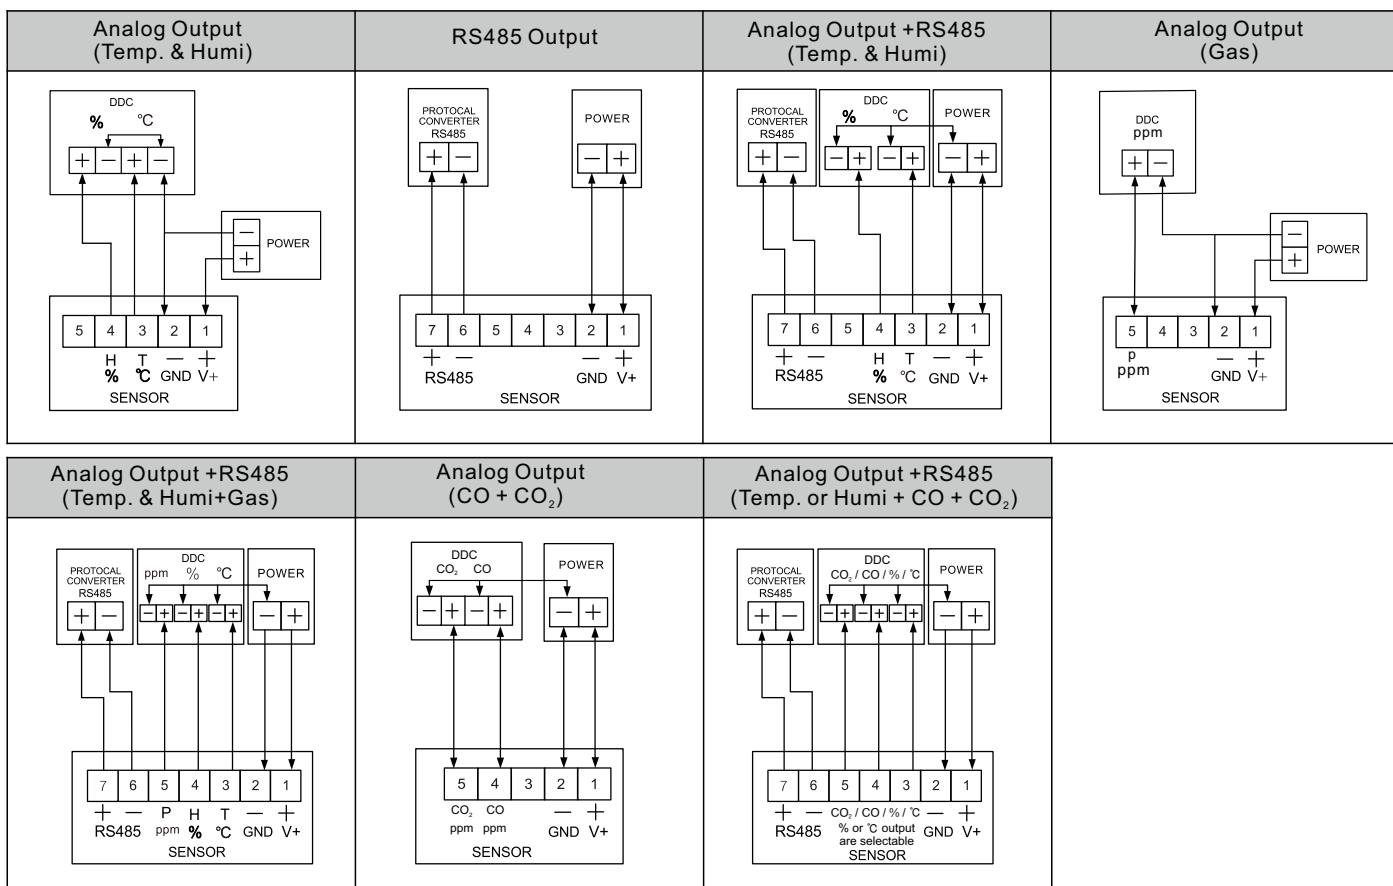 Analog Output
(Temp. & Humi)
RS485 Output
Analog Output +RS485
(Temp. & Humi)
Analog Output
(Gas)
DDC
% ℃
+ − + −
−
+
POWER
5 4 3 2 1
H T — +
% ℃ GND V+
SENSOR
PROTOCAL
CONVERTER
RS485
+ −
POWER
− +
7 6 5 4 3 2 1
+ — — +
RS485 GND V+
SENSOR
PROTOCAL
CONVERTER
RS485
+ −
DDC
% ℃
− + − +
POWER
− +
7 6 5 4 3 2 1
+ — H T — +
RS485 % ℃ GND V+
SENSOR
DDC
ppm
+ −
−
+
POWER
5 4 3 2 1
p — +
ppm GND V+
SENSOR
Analog Output +RS485
(Temp. & Humi+Gas)
Analog Output
(CO + CO₂)
Analog Output +RS485
(Temp. or Humi + CO + CO₂)
PROTOCAL
CONVERTER
RS485
+ −
DDC
ppm % ℃
− + − + − +
POWER
− +
7 6 5 4 3 2 1
+ — P H T — +
RS485 ppm % ℃ GND V+
SENSOR
DDC
CO₂ CO
− + − +
POWER
− +
5 4 3 2 1
CO₂ CO — +
ppm ppm GND V+
SENSOR
PROTOCAL
CONVERTER
RS485
+ −
DDC
CO₂ / CO / % / ℃
− + − + − +
POWER
− +
7 6 5 4 3 2 1
+ — CO₂ / CO / % / ℃ — +
RS485 % or ℃ output GND V+
are selectable
SENSOR